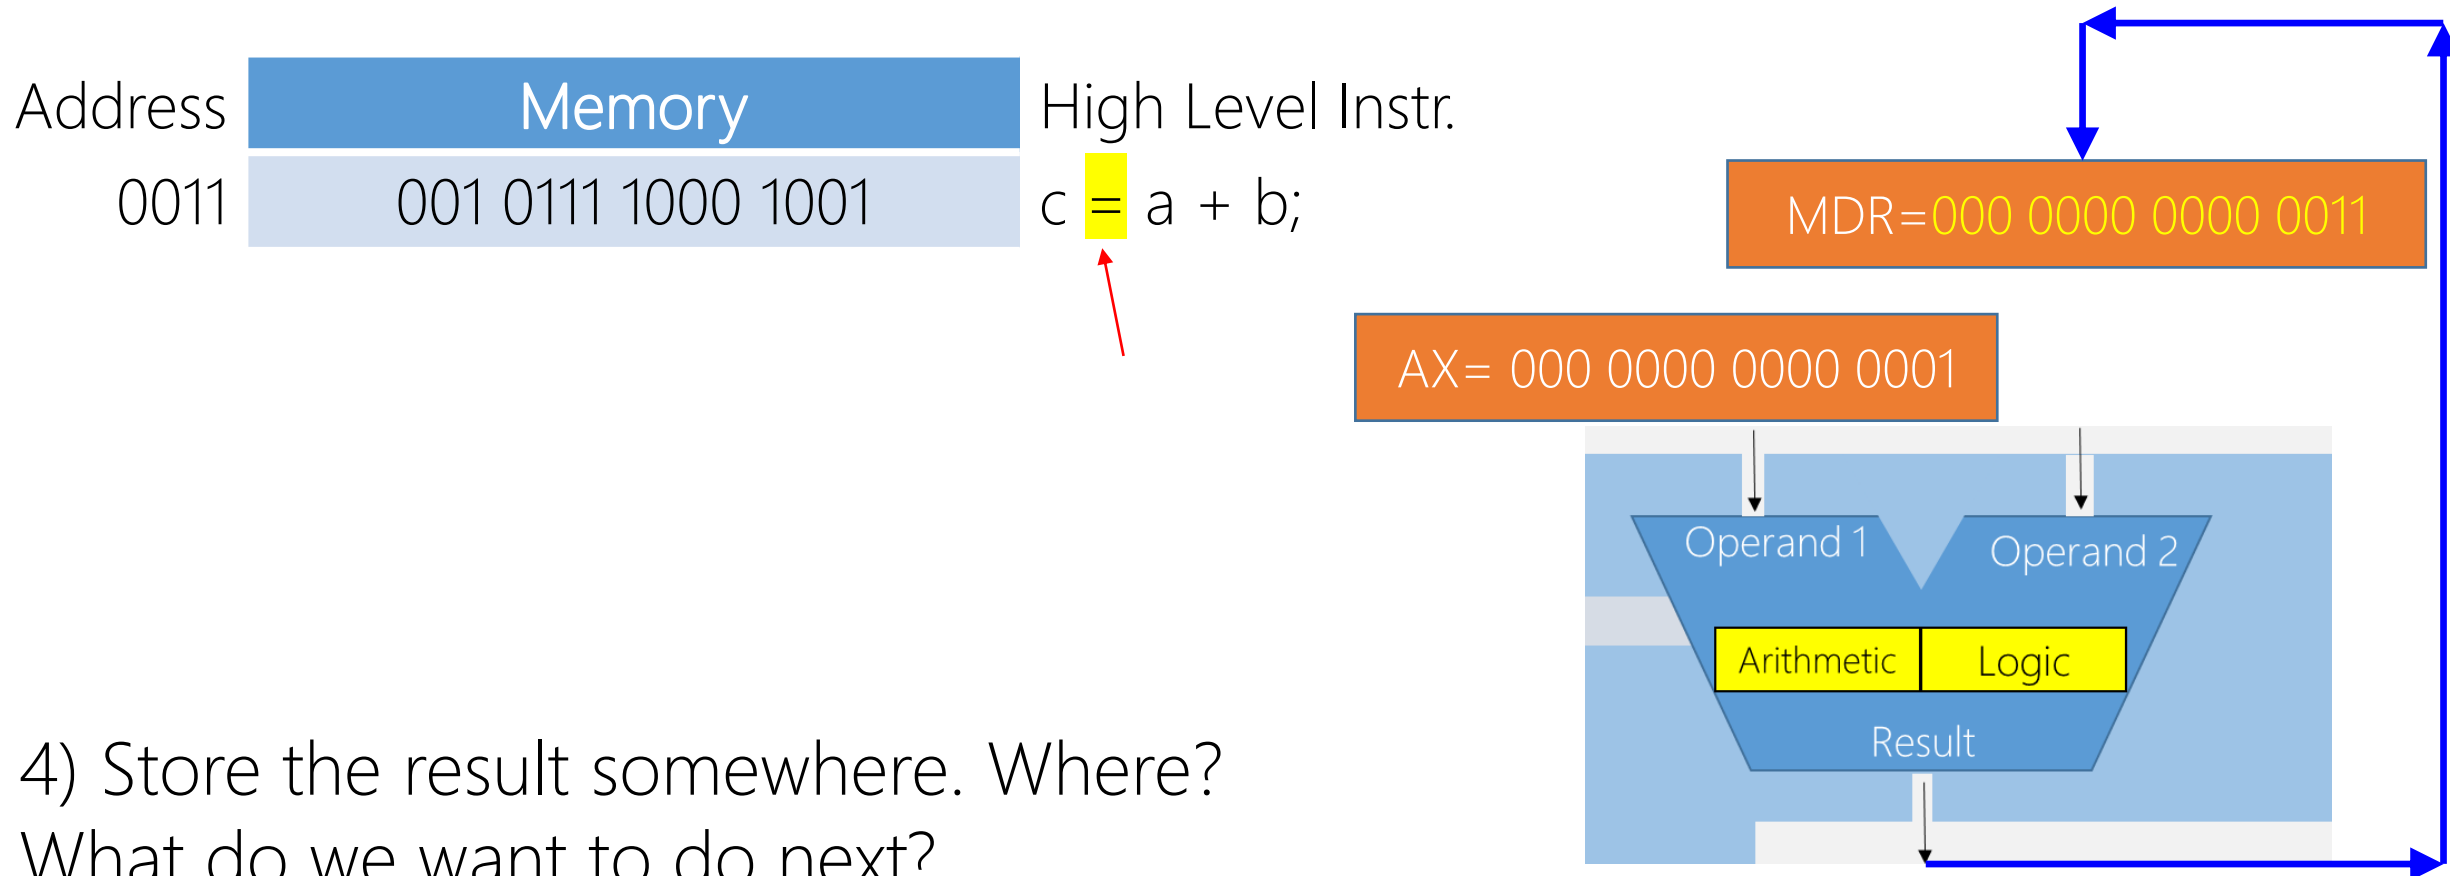 Address Memory High Level Instr.
0011 001 0111 1000 1001 c = a + b;
MDR=000 0000 0000 0011
AX= 000 0000 0000 0001
Operand 1 Operand 2
Arithmetic Logic
Result
4) Store the result somewhere. Where?
What do we want to do next?